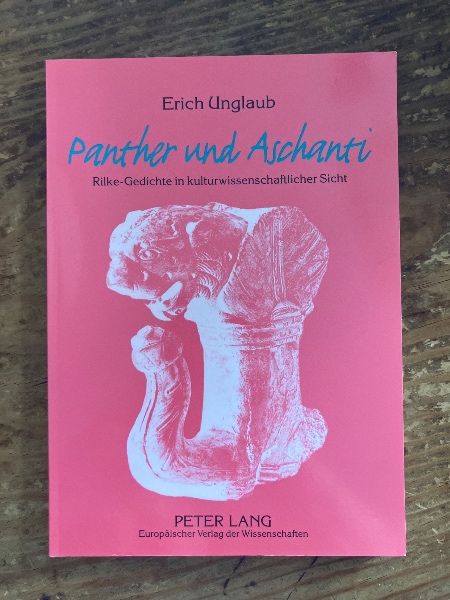 Erich Unglaub
Panther und Aschanti
Rilke-Gedichte in kulturwissenschaftlicher Sicht
PETER LANG
Europäischer Verlag der Wissenschaften